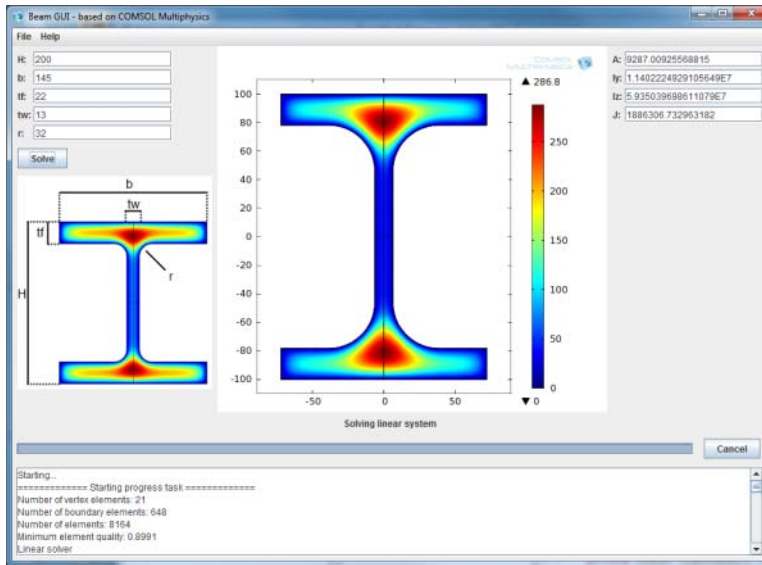 Beam GUI - based on COMSOL Multiphysics
File Help
H: 200
b: 145
tf: 22
tw: 13
r: 32
Solve
b
tw
tf
r
H
COMSOL
MULTIPHYSICS
286.8
100
80
60
40
20
0
-20
-40
-60
-80
-100
-50
0
50
250
200
150
100
50
0
0
A: 9287.00925568815
Iy: 1.1402224929105649E7
Iz: 5.935039698611079E7
J: 1886306.732963182
Solving linear system
Cancel
Starting...
============= Starting progress task =============
Number of vertex elements: 21
Number of boundary elements: 648
Number of elements: 8164
Minimum element quality: 0.8991
Linear solver